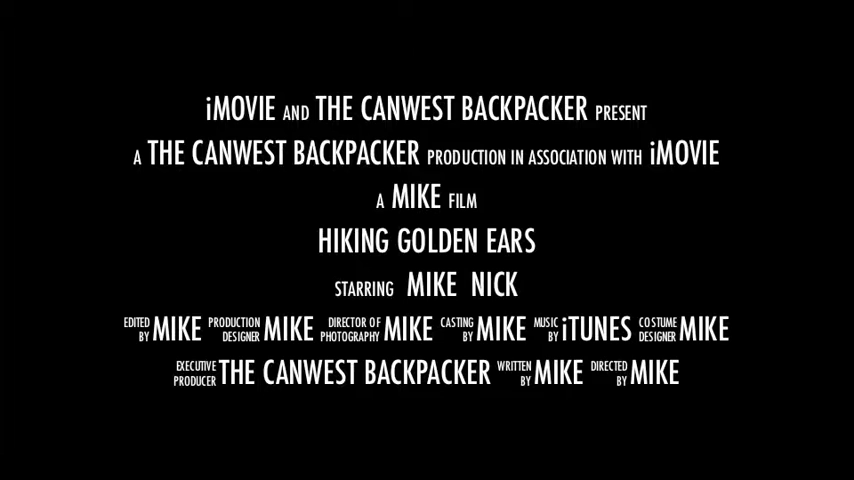 iMOVIE AND THE CANWEST BACKPACKER PRESENT
A THE CANWEST BACKPACKER PRODUCTION IN ASSOCIATION WITH iMOVIE
A MIKE FILM
HIKING GOLDEN EARS
STARRING MIKE NICK
EDITED BY MIKE PRODUCTION DESIGNER MIKE DIRECTOR OF PHOTOGRAPHY MIKE CASTING BY MIKE MUSIC BY iTUNES COSTUME DESIGNER MIKE
EXECUTIVE PRODUCER THE CANWEST BACKPACKER WRITTEN BY MIKE DIRECTED BY MIKE